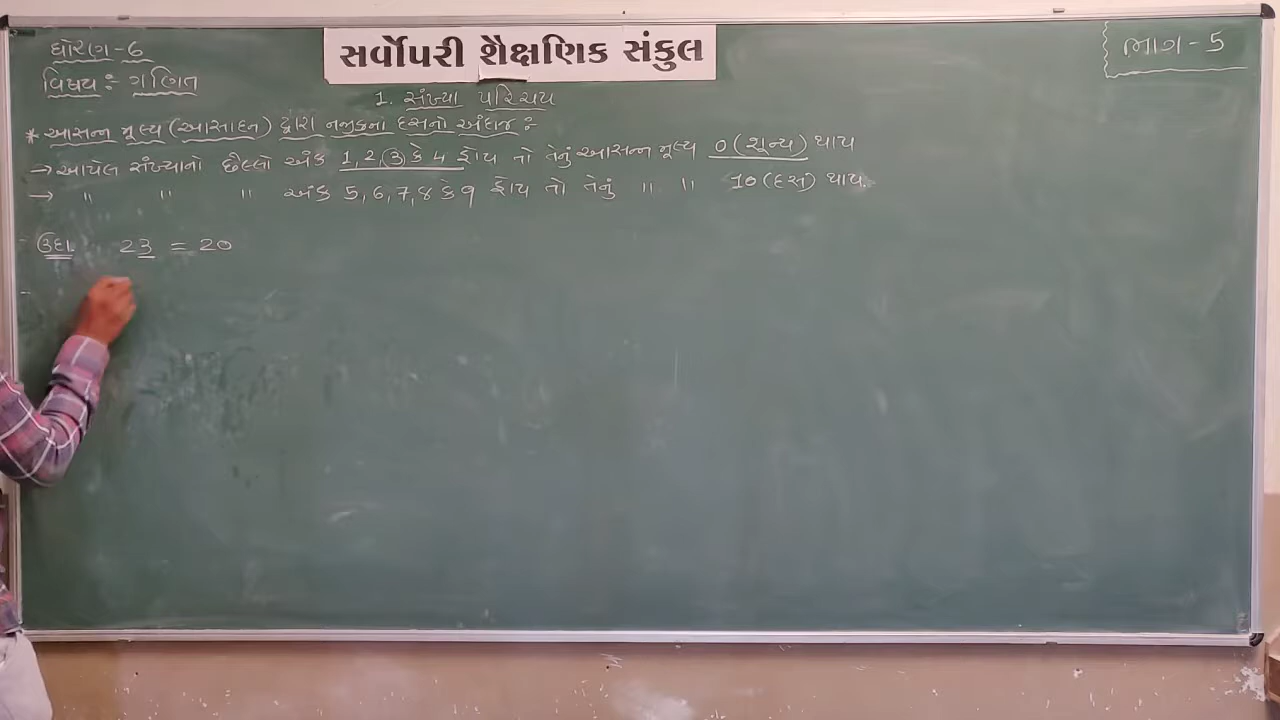 ધોરણ-6
સર્વોપરી શૈક્ષણિક સંકુલ
ભાગ-5
વિષય : ગણિત
1. સંખ્યા પરિચય
* આસન્ન મૂલ્ય (આસાદન) દ્વારા નજીકના દસનો અંદાજ :-
→ આપેલ સંખ્યાનો છેલ્લો અંક 1, 2, 3 કે 4 હોય તો તેનું આસન્ન મૂલ્ય 0 (શૂન્ય) થાય
→ " " " અંક 5, 6, 7, 8 કે 9 હોય તો તેનું " " 10 (દસ) થાય.
ઉદા. 23 = 20